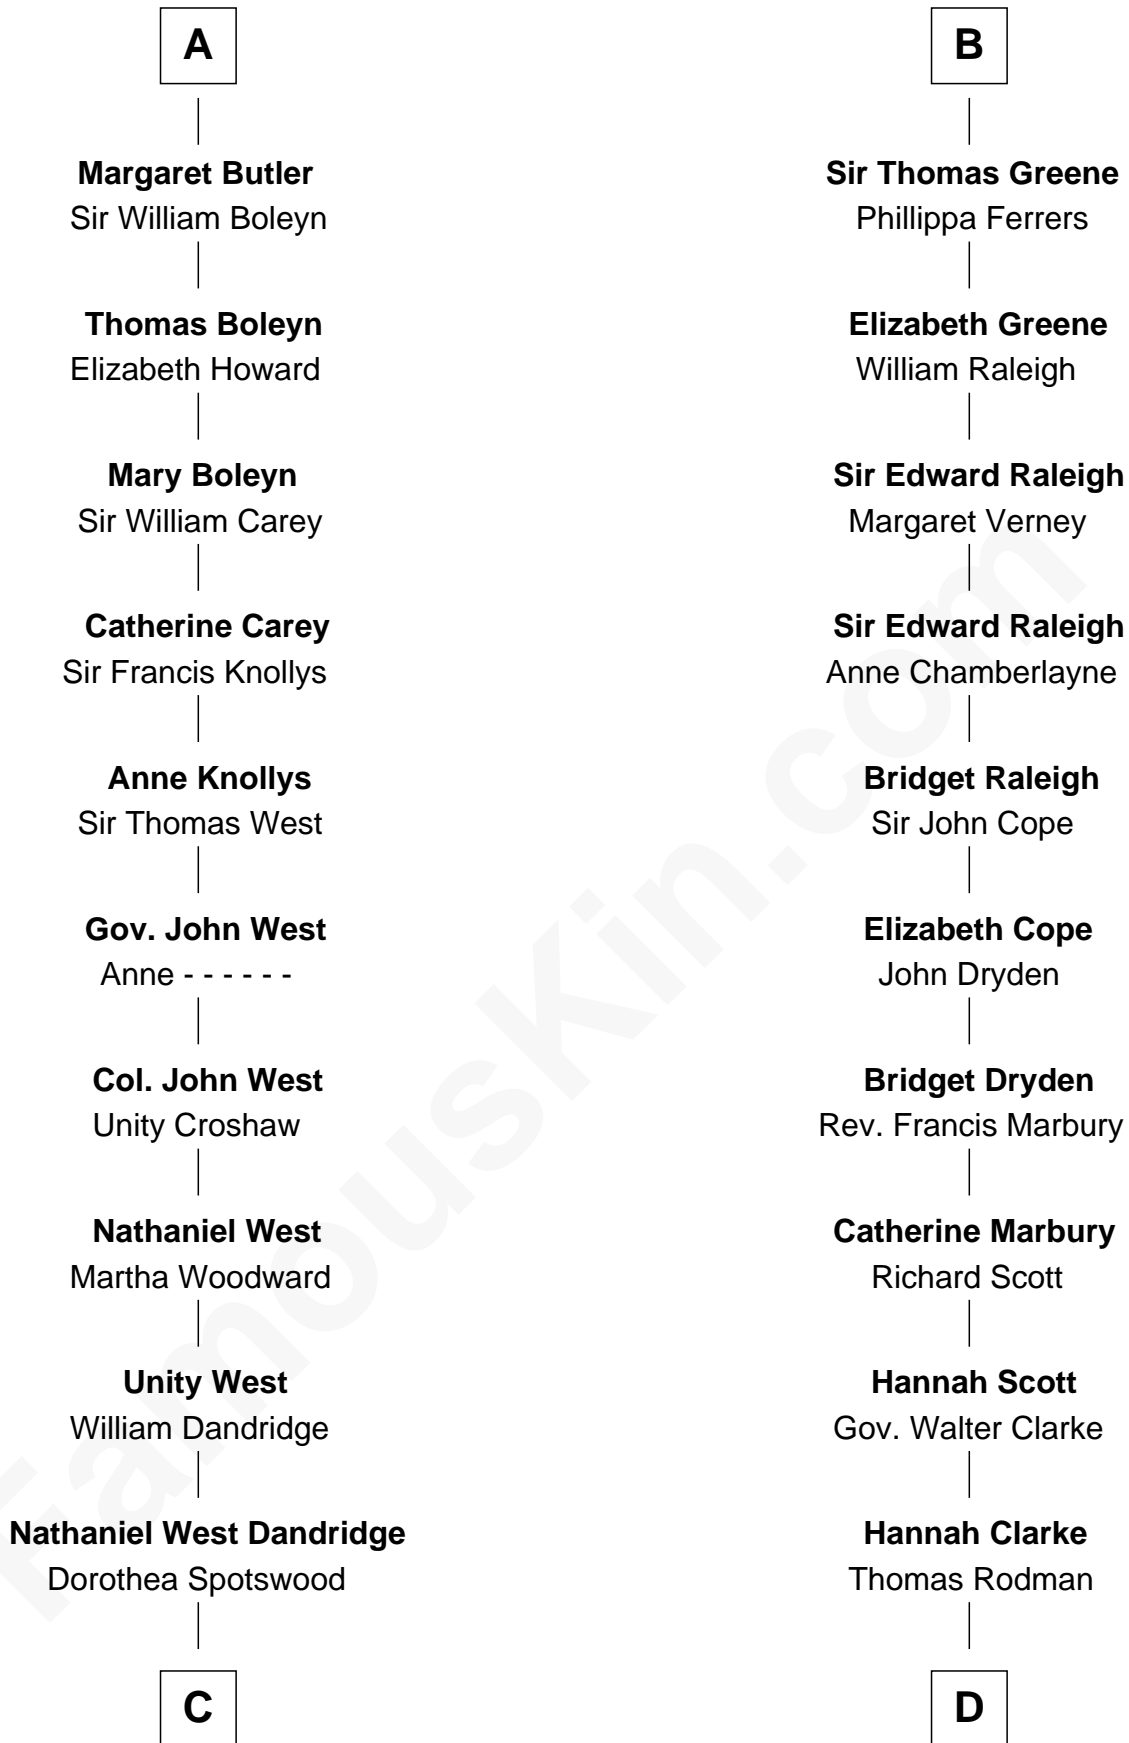 A
Margaret Butler
Sir William Boleyn
Thomas Boleyn
Elizabeth Howard
Mary Boleyn
Sir William Carey
Catherine Carey
Sir Francis Knollys
Anne Knollys
Sir Thomas West
Gov. John West
Anne - - - - - -
Col. John West
Unity Croshaw
Nathaniel West
Martha Woodward
Unity West
William Dandridge
Nathaniel West Dandridge
Dorothea Spotswood
C
B
Sir Thomas Greene
Phillippa Ferrers
Elizabeth Greene
William Raleigh
Sir Edward Raleigh
Margaret Verney
Sir Edward Raleigh
Anne Chamberlayne
Bridget Raleigh
Sir John Cope
Elizabeth Cope
John Dryden
Bridget Dryden
Rev. Francis Marbury
Catherine Marbury
Richard Scott
Hannah Scott
Gov. Walter Clarke
Hannah Clarke
Thomas Rodman
D
FamousKin.com